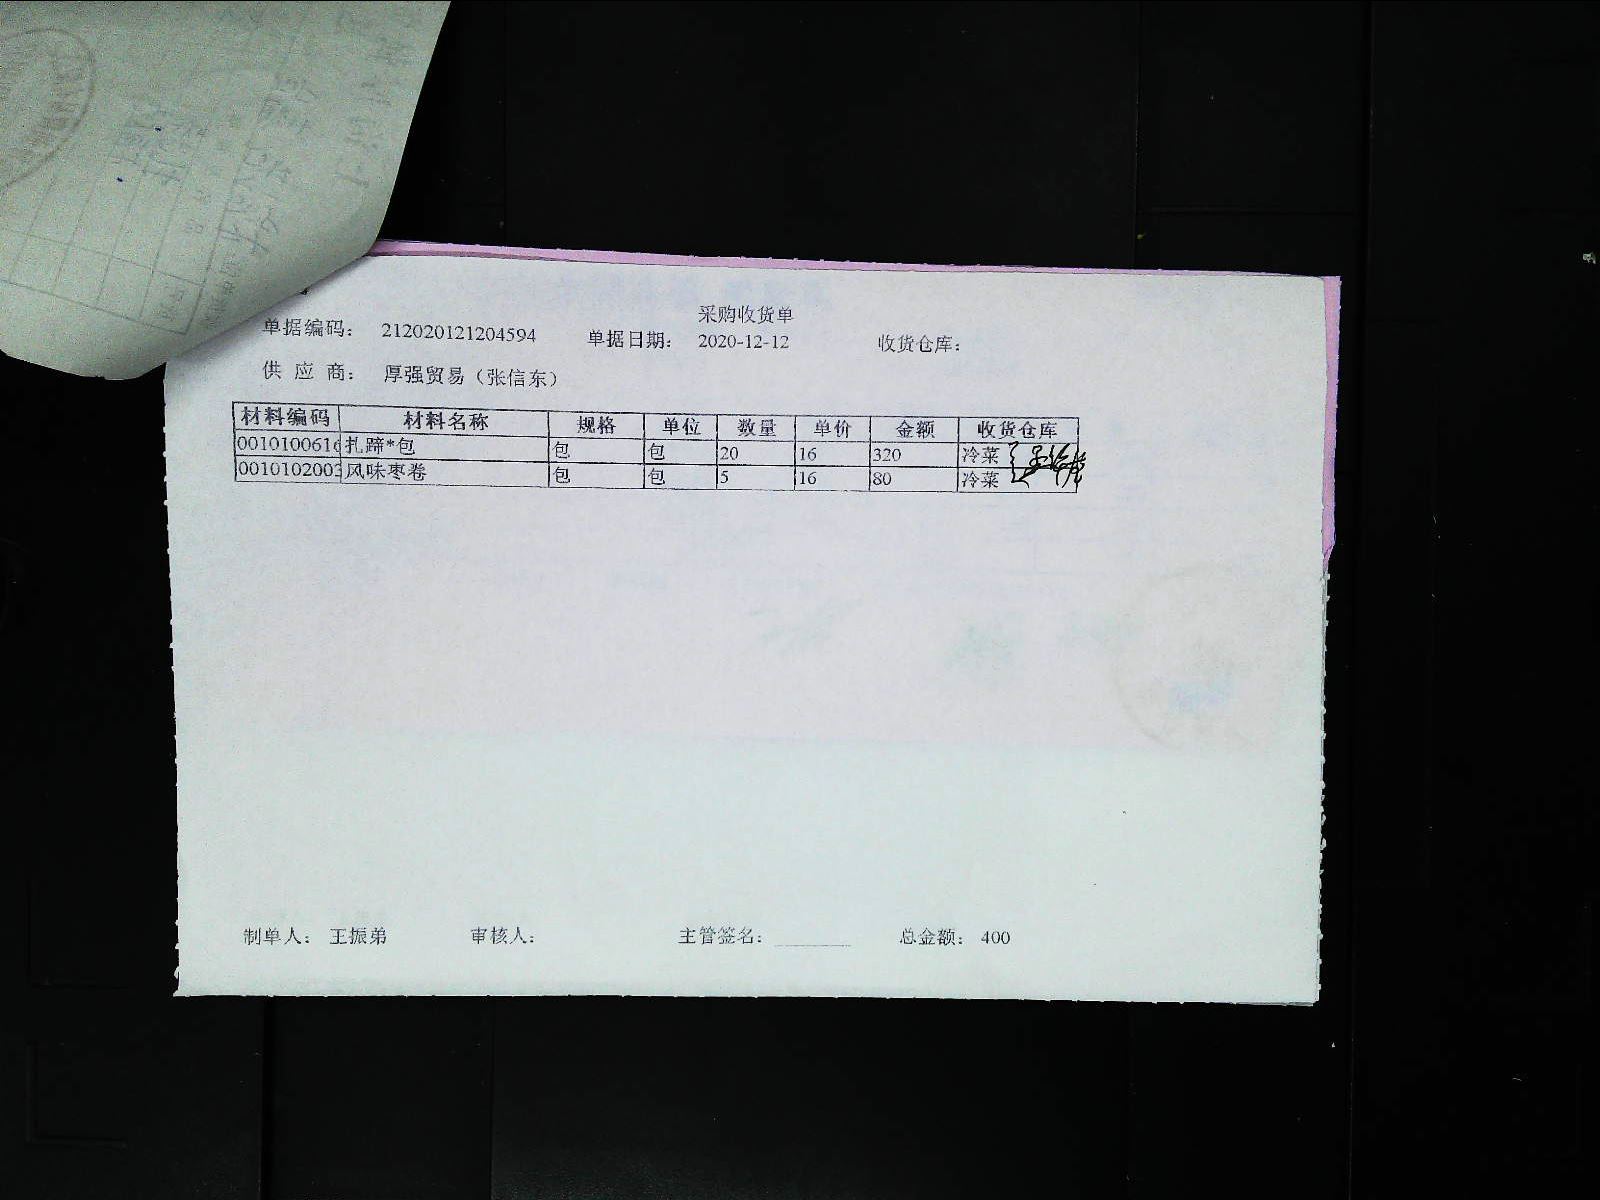 采购收货单
单据编码： 212020121204594 单据日期： 2020-12-12 收货仓库：
供 应 商： 厚强贸易（张信东）
材料编码 材料名称 规格 单位 数量 单价 金额 收货仓库
001010061 扎蹄*包 包 包 20 16 320 冷菜
001010200 风味枣卷 包 包 5 16 80 冷菜
制单人： 王振弟 审核人： 主管签名： 总金额： 400